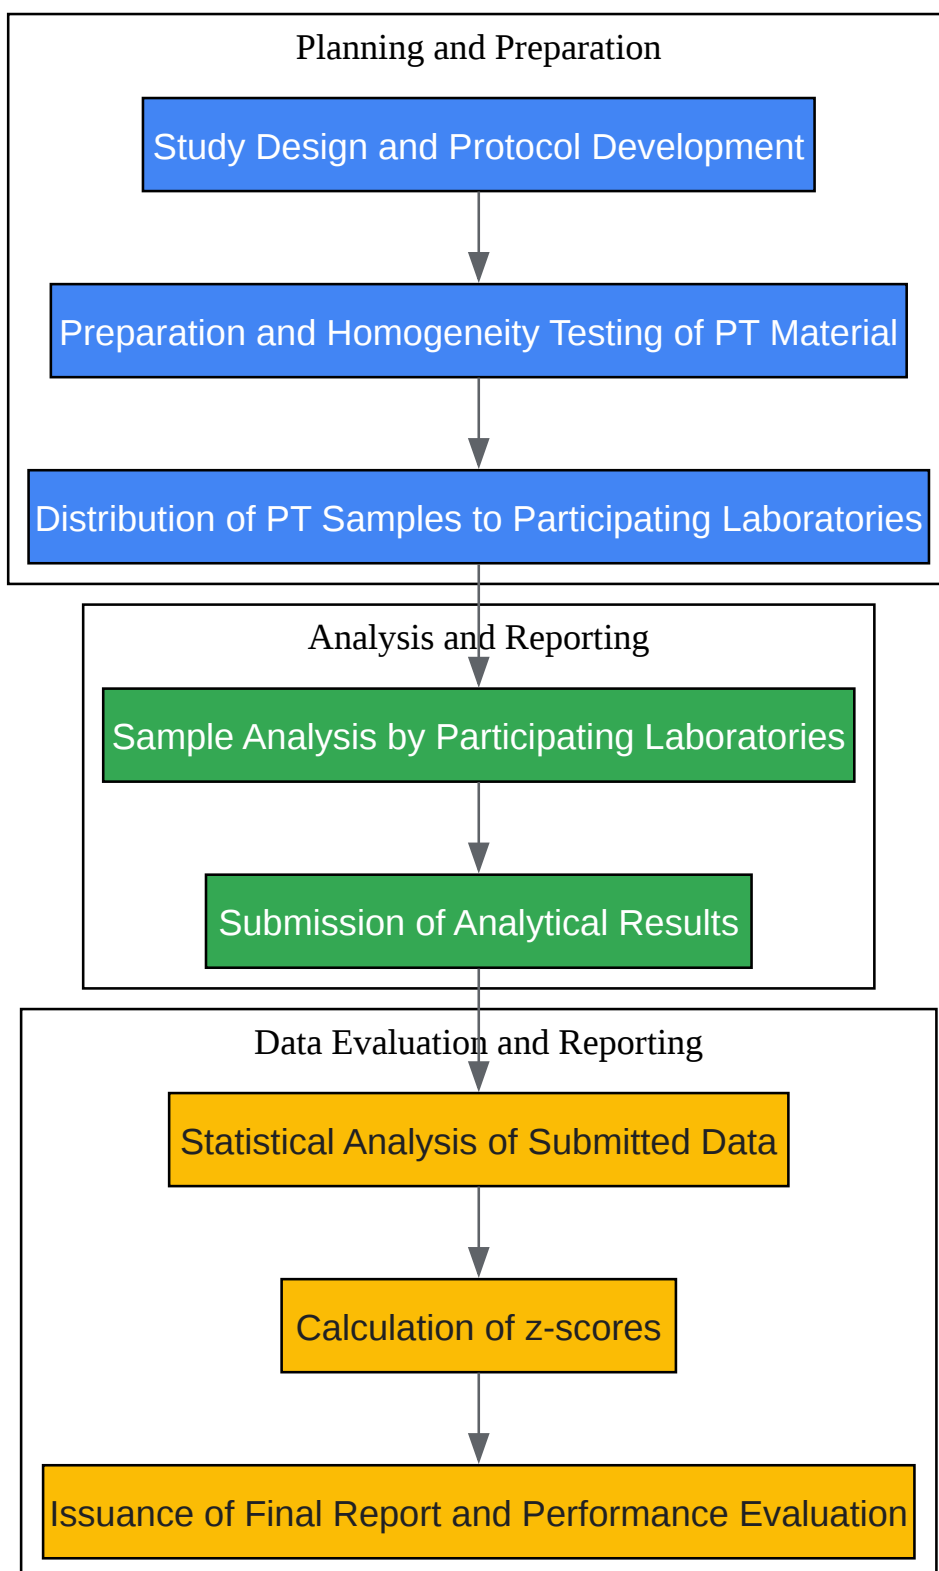 Planning and Preparation
Study Design and Protocol Development
Preparation and Homogeneity Testing of PT Material
Distribution of PT Samples to Participating Laboratories
Analysis and Reporting
Sample Analysis by Participating Laboratories
Submission of Analytical Results
Data Evaluation and Reporting
Statistical Analysis of Submitted Data
Calculation of z-scores
Issuance of Final Report and Performance Evaluation